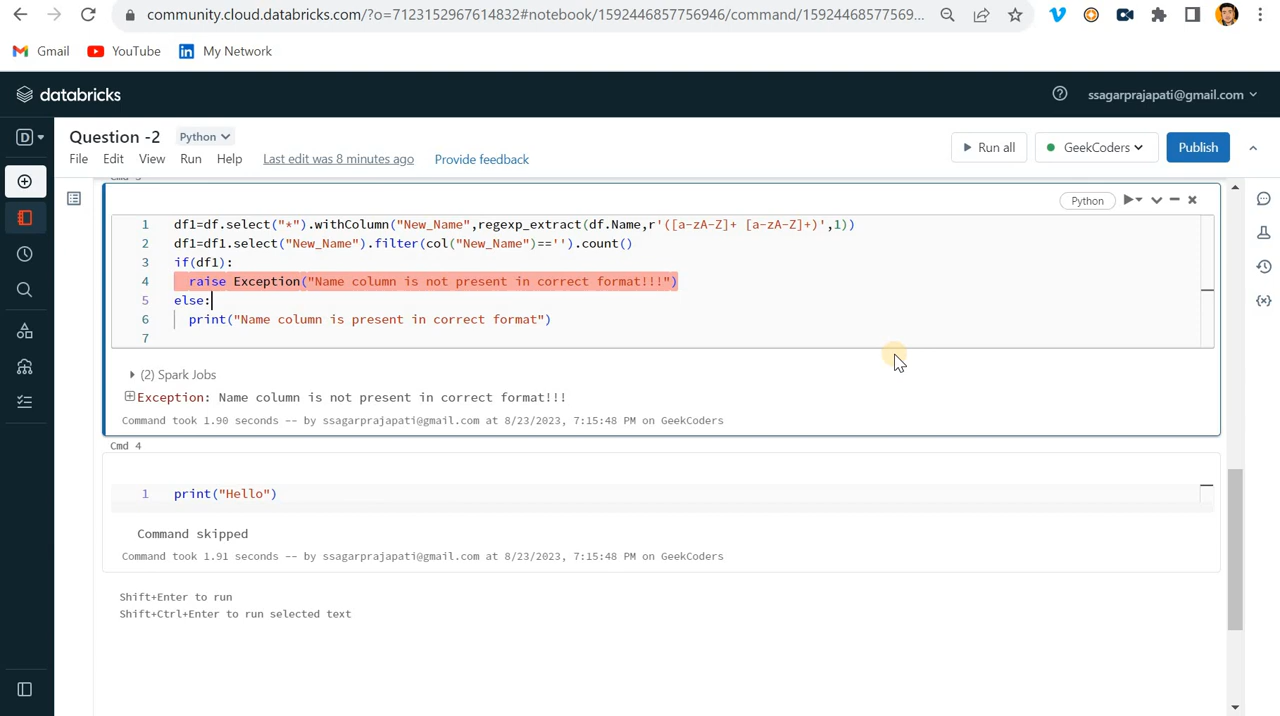 community.cloud.databricks.com/?o=7123152967614832#notebook/1592446857756946/command/15924468577569...
Gmail YouTube My Network
databricks
ssagarprajapati@gmail.com
D
Question -2 Python
Run all GeekCoders Publish
File Edit View Run Help Last edit was 8 minutes ago Provide feedback
Python
1 df1=df.select("*").withColumn("New_Name",regexp_extract(df.Name,r'([a-zA-Z]+ [a-zA-Z]+)',1))
2 df1=df1.select("New_Name").filter(col("New_Name")=='').count()
3 if(df1):
4 raise Exception("Name column is not present in correct format!!!")
5 else:
6 print("Name column is present in correct format")
7
(2) Spark Jobs
Exception: Name column is not present in correct format!!!
Command took 1.90 seconds -- by ssagarprajapati@gmail.com at 8/23/2023, 7:15:48 PM on GeekCoders
Cmd 4
1 print("Hello")
Command skipped
Command took 1.91 seconds -- by ssagarprajapati@gmail.com at 8/23/2023, 7:15:48 PM on GeekCoders
Shift+Enter to run
Shift+Ctrl+Enter to run selected text